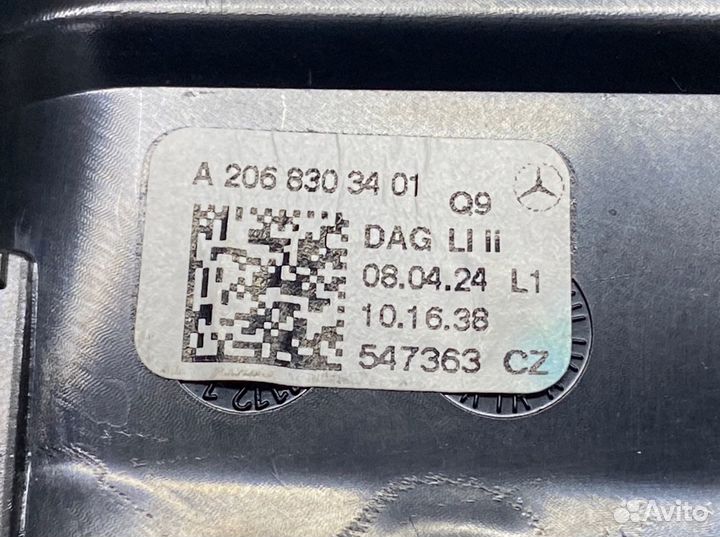 A 206 830 34 01 Q9
DAG LI II
08.04.24 L1
10.16.38
547363 CZ
Avito